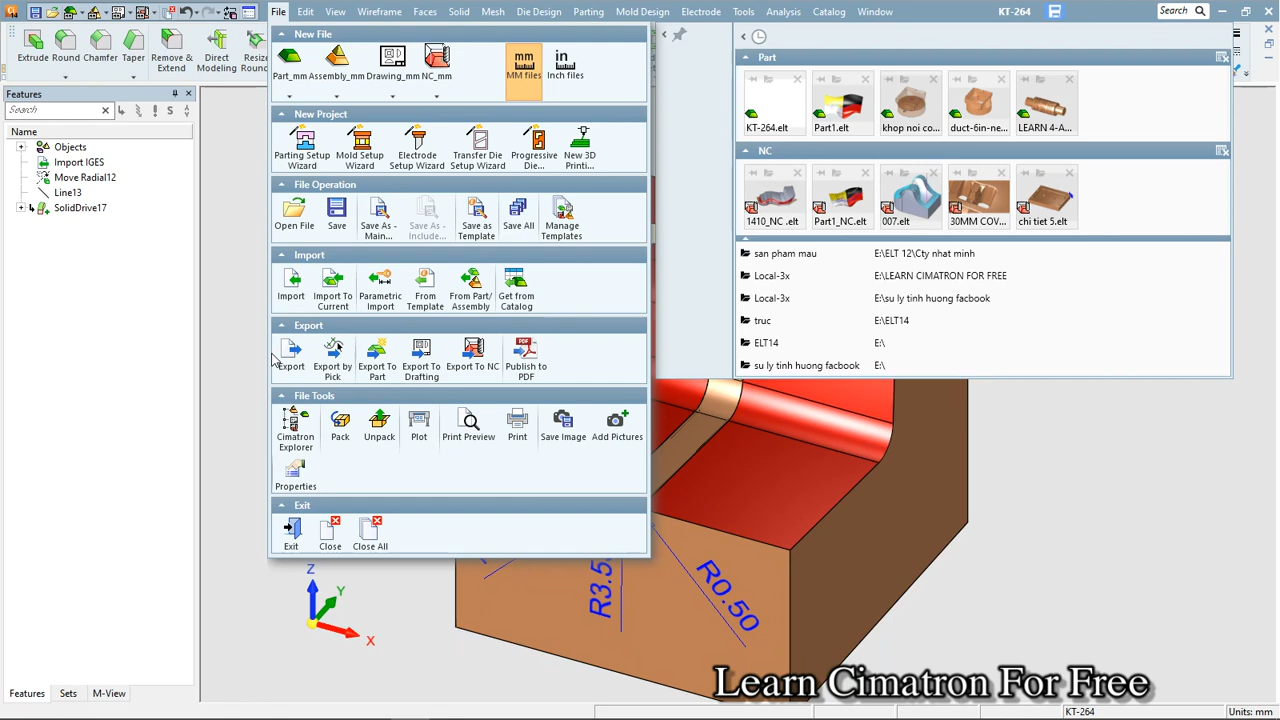 File Edit View Wireframe Faces Solid Mesh Die Design Parting Mold Design Electrode Tools Analysis Catalog Window KT-264 Search
Extrude Round Chamfer Taper Remove & Extend Direct Modeling
Features
Search
Name
Objects
Import IGES
Move Radial12
Line13
SolidDrive17
Features Sets M-View
New File
Part_mm Assembly_mm Drawing_mm NC_mm MM files Inch files
New Project
Parting Setup Wizard Mold Setup Wizard Electrode Setup Wizard Transfer Die Setup Wizard Progressive Die... New 3D Printi...
File Operation
Open File Save Save As - Main... Save As - Include... Save as Template Save All Manage Templates
Import
Import Import To Current Parametric Import From Template From Part/ Assembly Get from Catalog
Export
Export Export by Pick Export To Part Export To Drafting Export To NC Publish to PDF
File Tools
Cimatron Explorer Pack Unpack Plot Print Preview Print Save Image Add Pictures
Properties
Exit
Exit Close Close All
Part
KT-264.elt Part1.elt khop noi co... duct-6in-ne... LEARN 4-A...
NC
1410_NC .elt Part1_NC.elt 007.elt 30MM COV... chi tiet 5.elt
san pham mau E:\ELT 12\Cty nhat minh
Local-3x E:\LEARN CIMATRON FOR FREE
Local-3x E:\su ly tinh huong facbook
truc E:\ELT14
ELT14 E:\
su ly tinh huong facbook E:\
R3.5
R0.50
Z
Y
X
Learn Cimatron For Free
KT-264 Units: mm